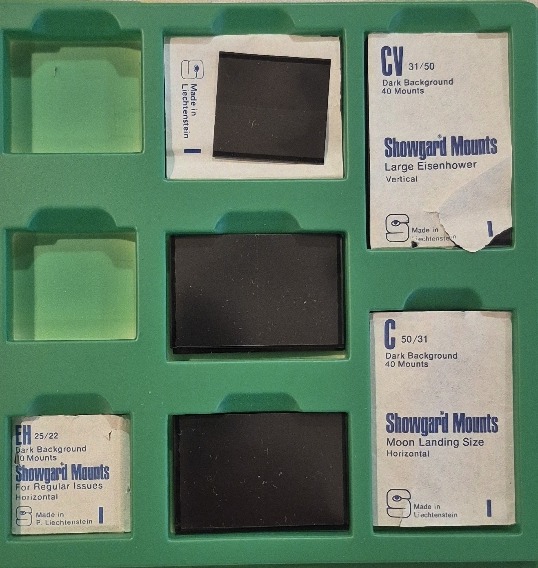 Made in
Liechtenstein
CV 31/50
Dark Background
40 Mounts
Showgard Mounts
Large Eisenhower
Vertical
Made in
Liechtenstein
C 50/31
Dark Background
40 Mounts
Showgard Mounts
Moon Landing Size
Horizontal
Made in
Liechtenstein
EH 25/22
Dark Background
40 Mounts
Showgard Mounts
For Regular Issues
Horizontal
Made in
P. Liechtenstein